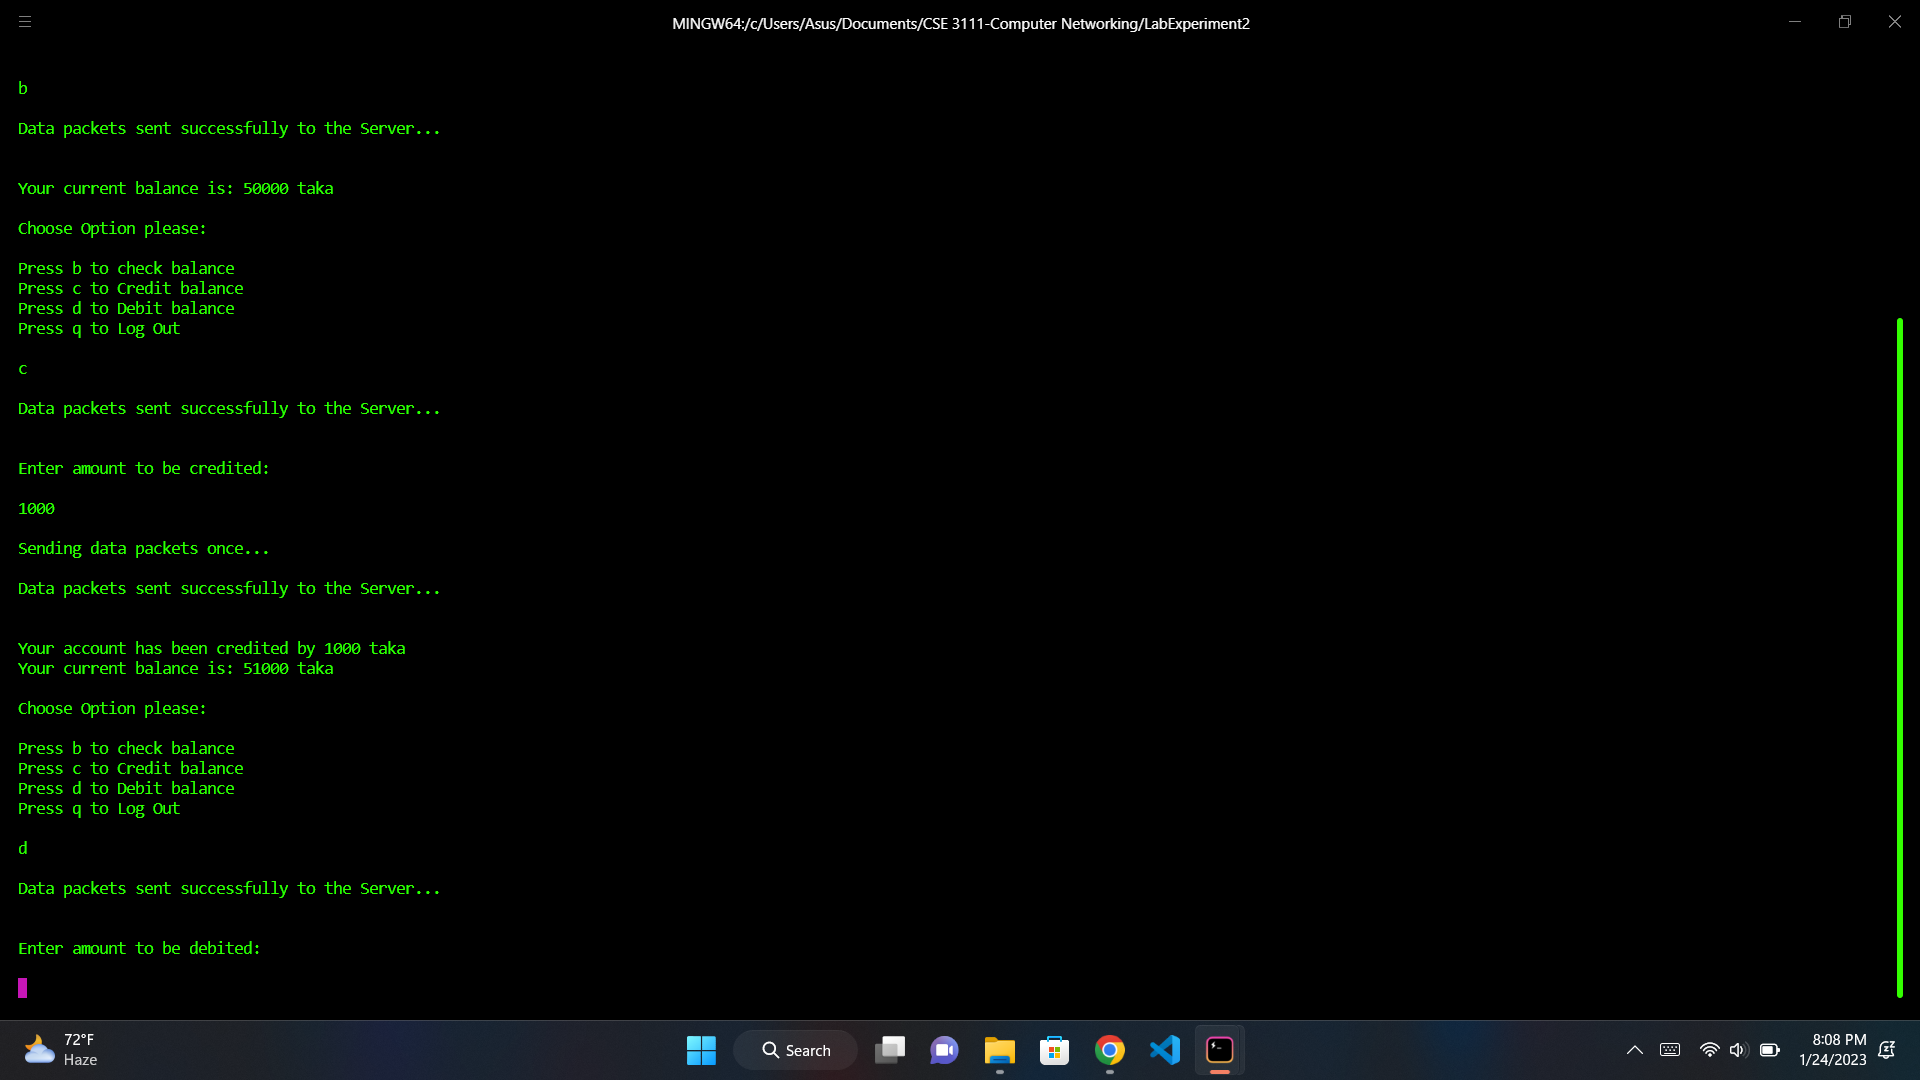 MINGW64:/c/Users/Asus/Documents/CSE 3111-Computer Networking/LabExperiment2
b
Data packets sent successfully to the Server...
Your current balance is: 50000 taka
Choose Option please:
Press b to check balance
Press c to Credit balance
Press d to Debit balance
Press q to Log Out
c
Data packets sent successfully to the Server...
Enter amount to be credited:
1000
Sending data packets once...
Data packets sent successfully to the Server...
Your account has been credited by 1000 taka
Your current balance is: 51000 taka
Choose Option please:
Press b to check balance
Press c to Credit balance
Press d to Debit balance
Press q to Log Out
d
Data packets sent successfully to the Server...
Enter amount to be debited:
72°F
Haze
Search
8:08 PM
1/24/2023